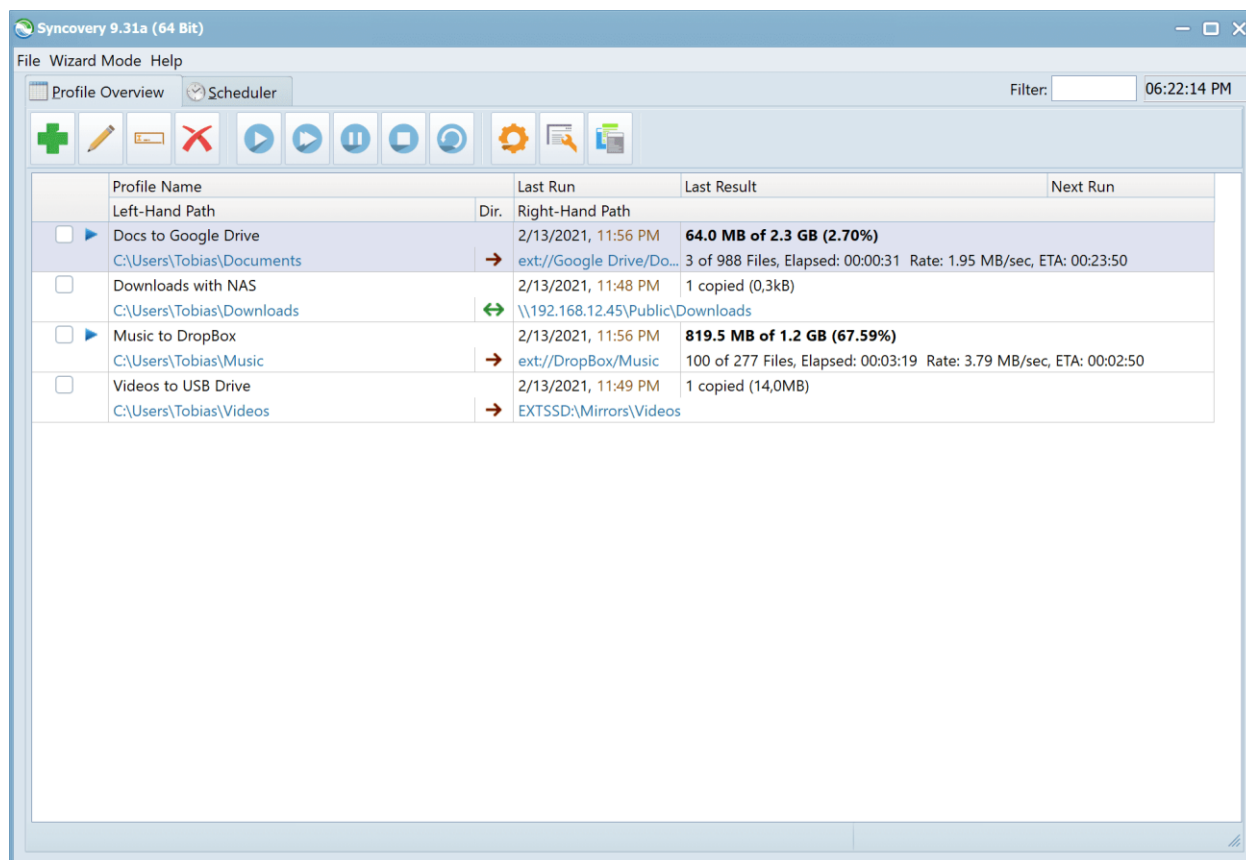 Syncovery 9.31a (64 Bit)
File Wizard Mode Help
Profile Overview Scheduler Filter: 06:22:14 PM
Profile Name Last Run Last Result Next Run
Left-Hand Path Dir. Right-Hand Path
Docs to Google Drive 2/13/2021, 11:56 PM 64.0 MB of 2.3 GB (2.70%)
C:\Users\Tobias\Documents ext://Google Drive/Do... 3 of 988 Files, Elapsed: 00:00:31 Rate: 1.95 MB/sec, ETA: 00:23:50
Downloads with NAS 2/13/2021, 11:48 PM 1 copied (0,3kB)
C:\Users\Tobias\Downloads \\192.168.12.45\Public\Downloads
Music to DropBox 2/13/2021, 11:56 PM 819.5 MB of 1.2 GB (67.59%)
C:\Users\Tobias\Music ext://DropBox/Music 100 of 277 Files, Elapsed: 00:03:19 Rate: 3.79 MB/sec, ETA: 00:02:50
Videos to USB Drive 2/13/2021, 11:49 PM 1 copied (14,0MB)
C:\Users\Tobias\Videos EXTSSD:\Mirrors\Videos